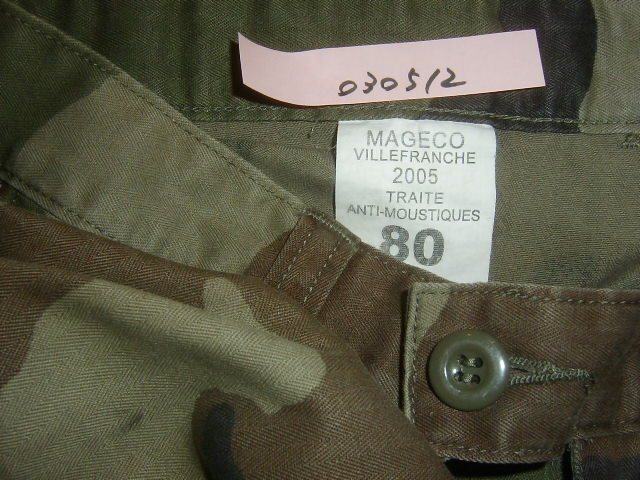 030512
MAGECO
VILLEFRANCHE
2005
TRAITE
ANTI-MOUSTIQUES
80